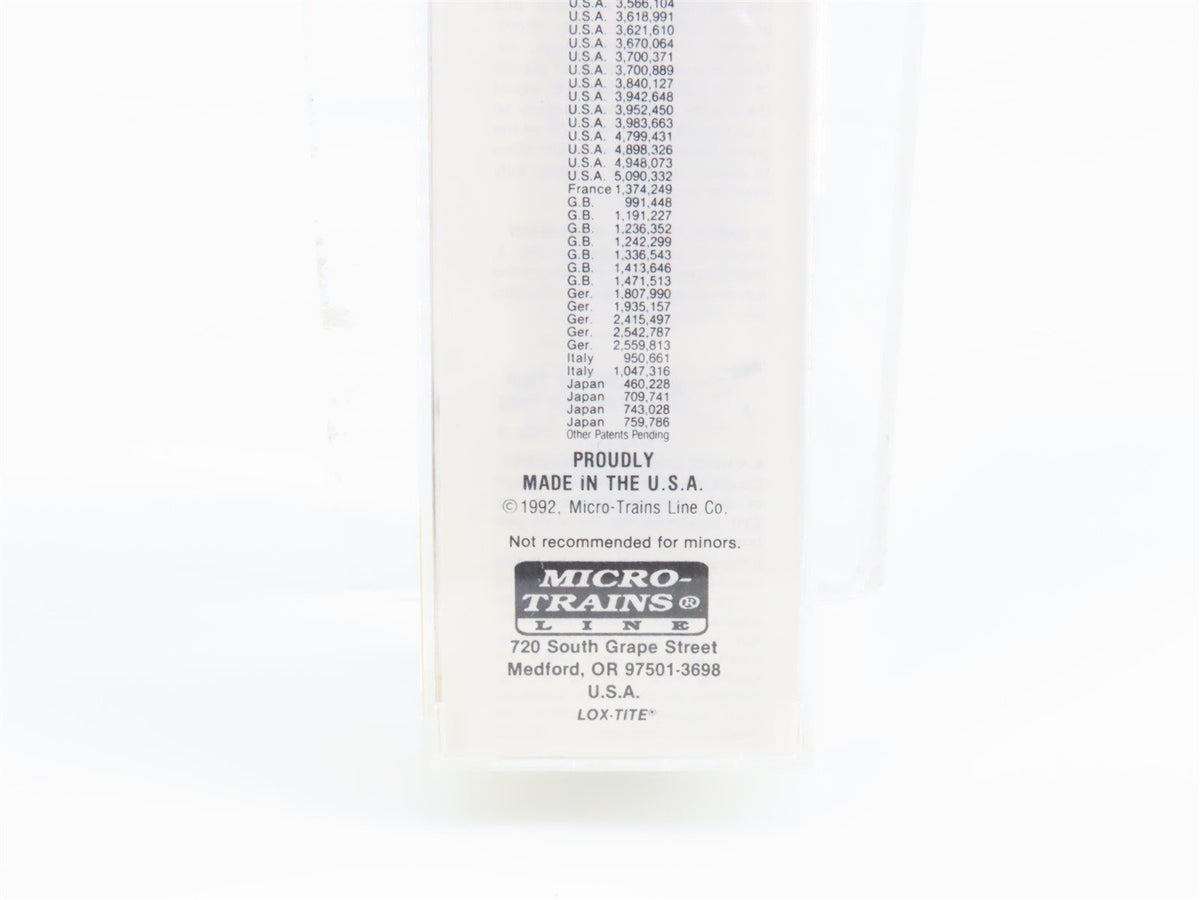 U.S.A. 3,566,104
U.S.A. 3,618,991
U.S.A. 3,621,610
U.S.A. 3,670,064
U.S.A. 3,700,371
U.S.A. 3,700,889
U.S.A. 3,840,127
U.S.A. 3,942,648
U.S.A. 3,952,450
U.S.A. 3,983,663
U.S.A. 4,799,431
U.S.A. 4,898,326
U.S.A. 4,948,073
U.S.A. 5,090,332
France 1,374,249
G.B. 991,448
G.B. 1,191,227
G.B. 1,236,352
G.B. 1,242,299
G.B. 1,336,543
G.B. 1,413,646
G.B. 1,471,513
Ger. 1,807,990
Ger. 1,935,157
Ger. 2,415,497
Ger. 2,542,787
Ger. 2,559,813
Italy 950,661
Italy 1,047,316
Japan 460,228
Japan 709,741
Japan 743,028
Japan 759,786
Other Patents Pending
PROUDLY
MADE iN THE U.S.A.
©1992, Micro-Trains Line Co.
Not recommended for minors.
MICRO-
TRAINS®
LINE
720 South Grape Street
Medford, OR 97501-3698
U.S.A.
LOX-TITE®